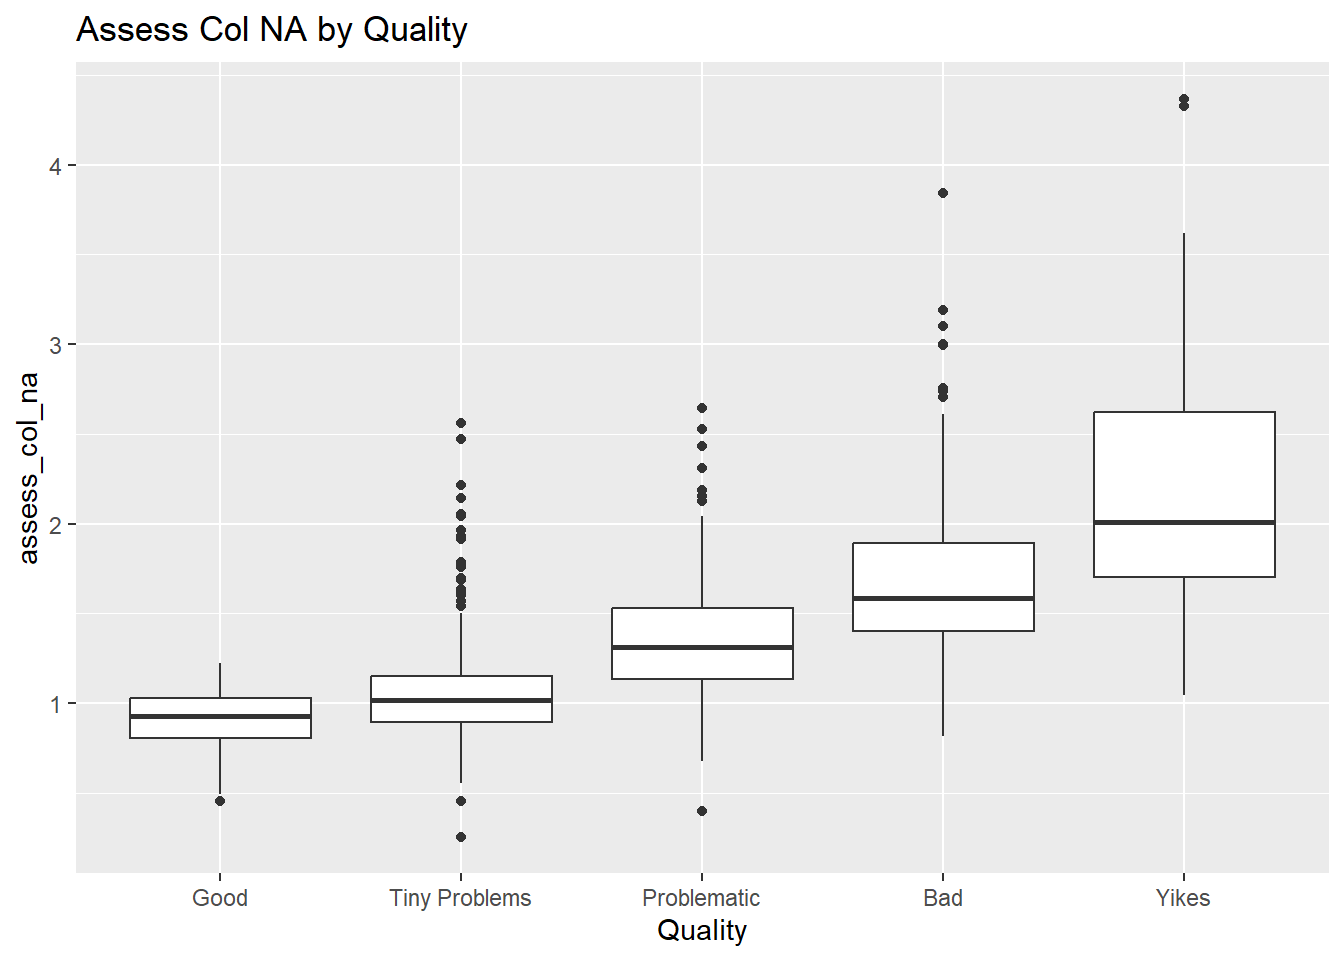 Assess Col NA by Quality
4
3
2
1
assess_col_na
Good Tiny Problems Problematic Bad Yikes
Quality